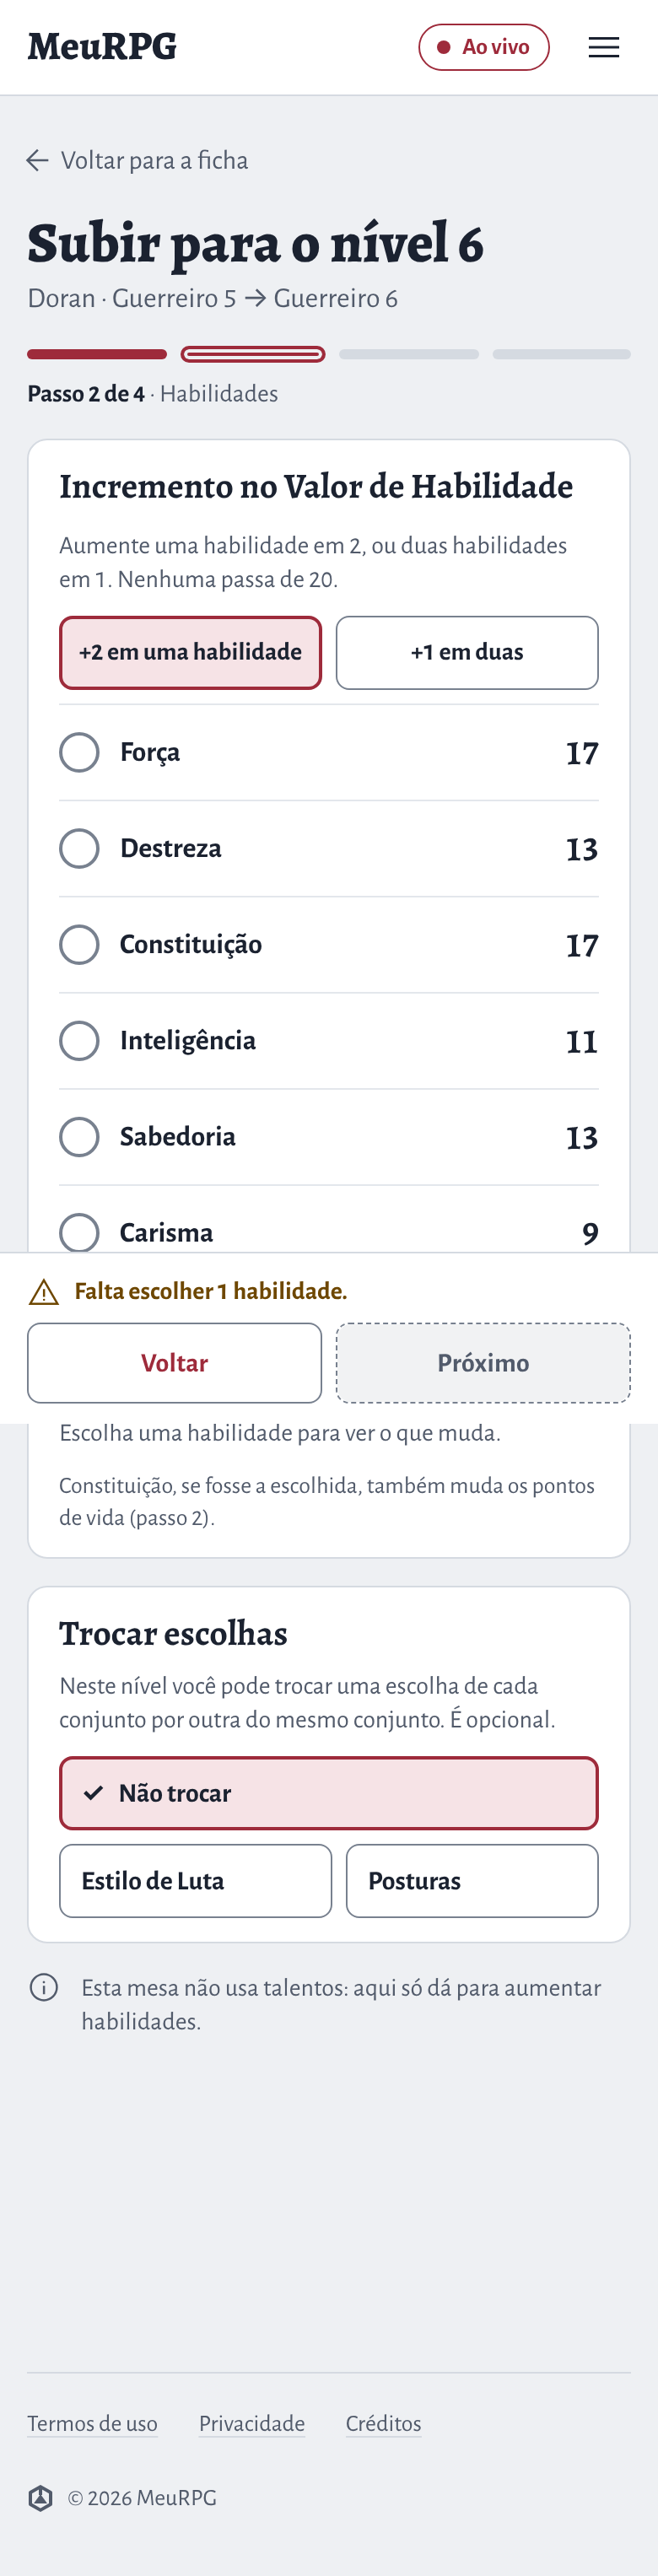 MeuRPG
Ao vivo
Voltar para a ficha
Subir para o nível 6
Doran · Guerreiro 5 → Guerreiro 6
Passo 2 de 4 · Habilidades
Incremento no Valor de Habilidade
Aumente uma habilidade em 2, ou duas habilidades
em 1. Nenhuma passa de 20.
+2 em uma habilidade
+1 em duas
Força 17
Destreza 13
Constituição 17
Inteligência 11
Sabedoria 13
Carisma 9
Falta escolher 1 habilidade.
Voltar
Próximo
Escolha uma habilidade para ver o que muda.
Constituição, se fosse a escolhida, também muda os pontos
de vida (passo 2).
Trocar escolhas
Neste nível você pode trocar uma escolha de cada
conjunto por outra do mesmo conjunto. É opcional.
Não trocar
Estilo de Luta
Posturas
Esta mesa não usa talentos: aqui só dá para aumentar
habilidades.
Termos de uso
Privacidade
Créditos
© 2026 MeuRPG